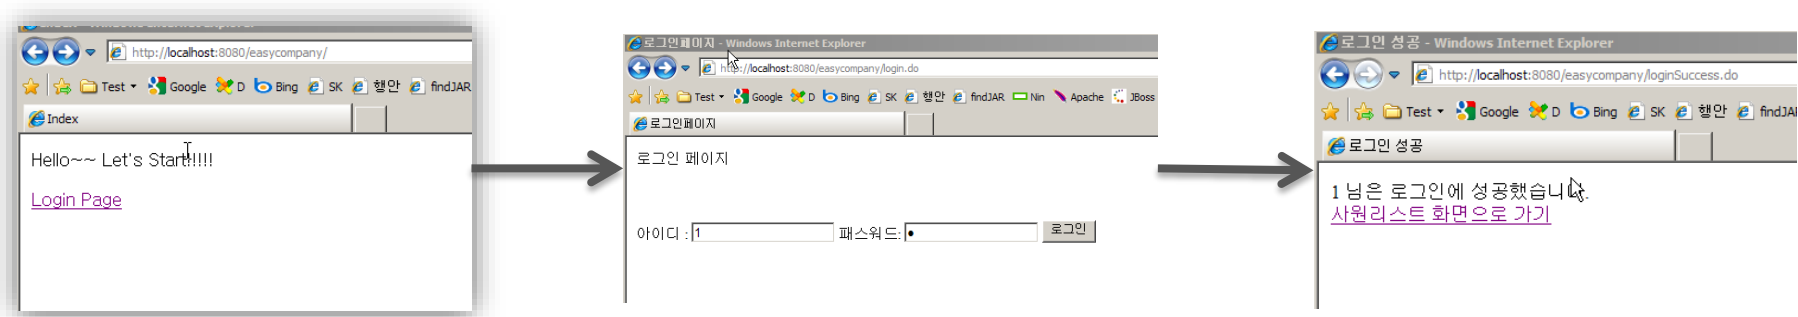 http://localhost:8080/easycompany/
Test Google D Bing SK 행안 findJAR
Index
Hello~~ Let's Start!!!!!
Login Page
로그인페이지 - Windows Internet Explorer
http://localhost:8080/easycompany/login.do
Test Google D Bing SK 행안 findJAR Nin Apache JBoss
로그인페이지
로그인 페이지
아이디 : 1 패스워드: ● 로그인
로그인 성공 - Windows Internet Explorer
http://localhost:8080/easycompany/loginSuccess.do
Test Google D Bing SK 행안 findJAR
로그인 성공
1 님은 로그인에 성공했습니다.
사원리스트 화면으로 가기